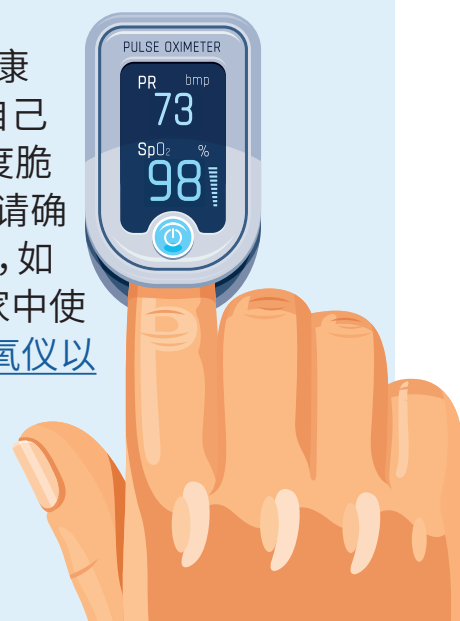 康
自己
度脆
请确
，如
家中使
氧仪以
PULSE OXIMETER
PR bmp
73
SpO₂ %
98